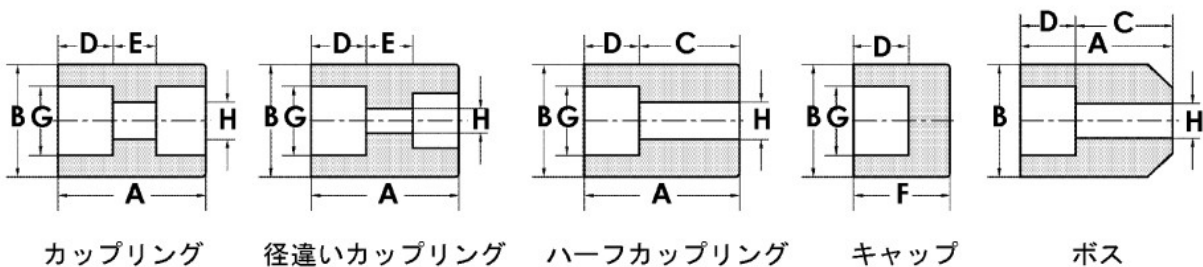 D E D E D C D C
A
B G H B G H B G H B G B H
A A A F
カップリング 径違いカップリング ハーフカップリング キャップ ボス